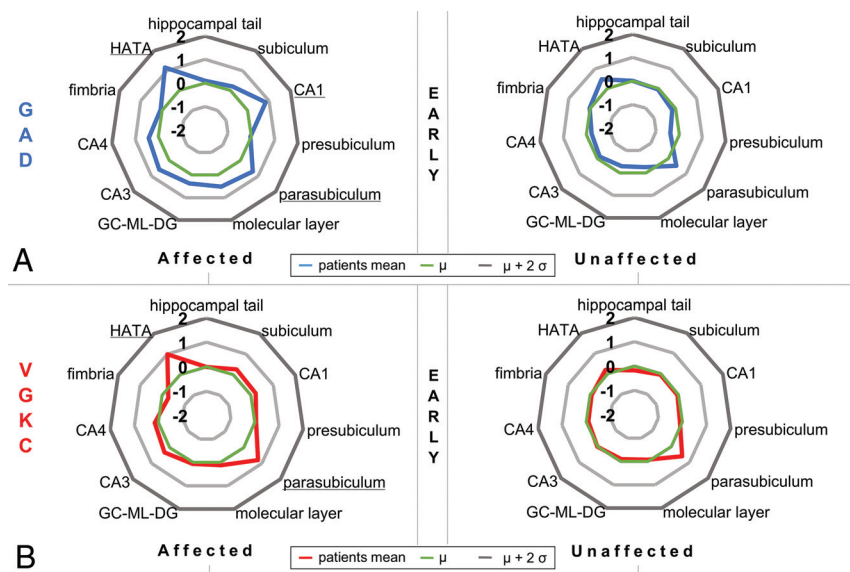 hippocampal tail
HATA
subiculum
fimbria
CA1
CA4
presubiculum
CA3
parasubiculum
GC-ML-DG
molecular layer
2
1
0
-1
-2
GAD
A
Affected
EARLY
hippocampal tail
HATA
subiculum
fimbria
CA1
CA4
presubiculum
CA3
parasubiculum
GC-ML-DG
molecular layer
2
1
0
-1
-2
Unaffected
patients mean μ μ + 2 σ
hippocampal tail
HATA
subiculum
fimbria
CA1
CA4
presubiculum
CA3
parasubiculum
GC-ML-DG
molecular layer
2
1
0
-1
-2
VGKC
B
Affected
EARLY
hippocampal tail
HATA
subiculum
fimbria
CA1
CA4
presubiculum
CA3
parasubiculum
GC-ML-DG
molecular layer
2
1
0
-1
-2
Unaffected
patients mean μ μ + 2 σ